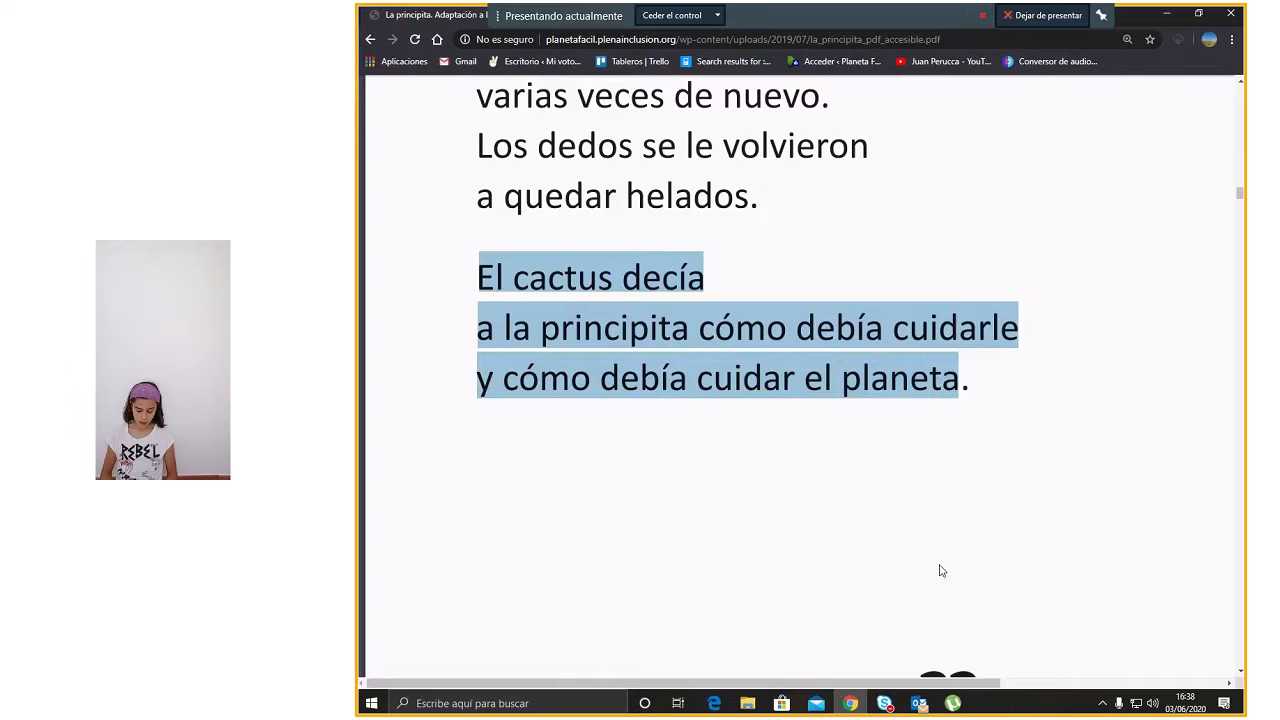 La principita. Adaptación a l
Presentando actualmente
Ceder el control
Dejar de presentar
No es seguro
planetafacil.plenainclusion.org/wp-content/uploads/2019/07/la_principita_pdf_accesible.pdf
Aplicaciones
Gmail
Escritorio ‹ Mi voto...
Tableros | Trello
Search results for :...
Acceder ‹ Planeta F...
Juan Perucca - YouT...
Conversor de audio...
varias veces de nuevo.
Los dedos se le volvieron
a quedar helados.
El cactus decía
a la principita cómo debía cuidarle
y cómo debía cuidar el planeta.
REBEL
Escribe aquí para buscar
16:38
03/06/2020